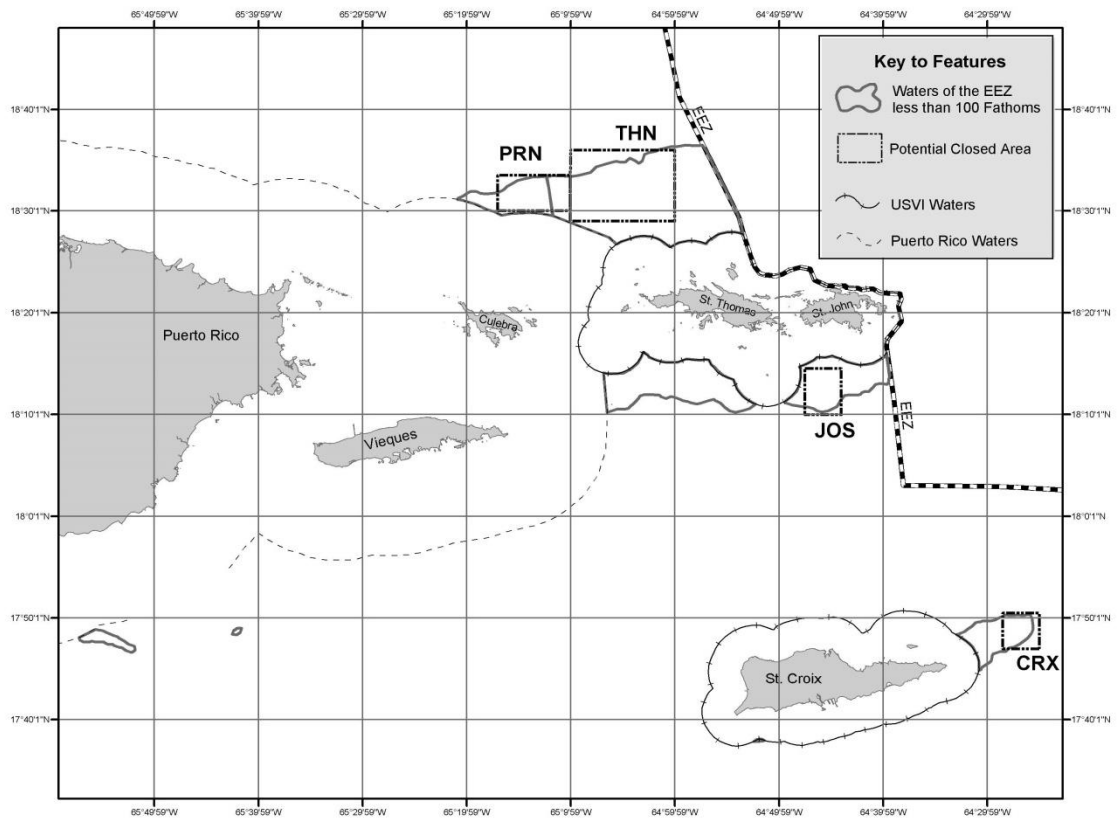 65°49'59"W 65°39'59"W 65°29'59"W 65°19'59"W 65°9'59"W 64°59'59"W 64°49'59"W 64°39'59"W 64°29'59"W
Key to Features
Waters of the EEZ
less than 100 Fathoms
Potential Closed Area
USVI Waters
Puerto Rico Waters
18°40'1"N
EEZ
18°40'1"N
THN
PRN
18°30'1"N
18°30'1"N
St. Thomas
St. John
18°20'1"N
Puerto Rico
Culebra
18°20'1"N
18°10'1"N
EEZ
18°10'1"N
JOS
Vieques
18°0'1"N
18°0'1"N
17°50'1"N
17°50'1"N
CRX
St. Croix
17°40'1"N
17°40'1"N
65°49'59"W 65°39'59"W 65°29'59"W 65°19'59"W 65°9'59"W 64°59'59"W 64°49'59"W 64°39'59"W 64°29'59"W